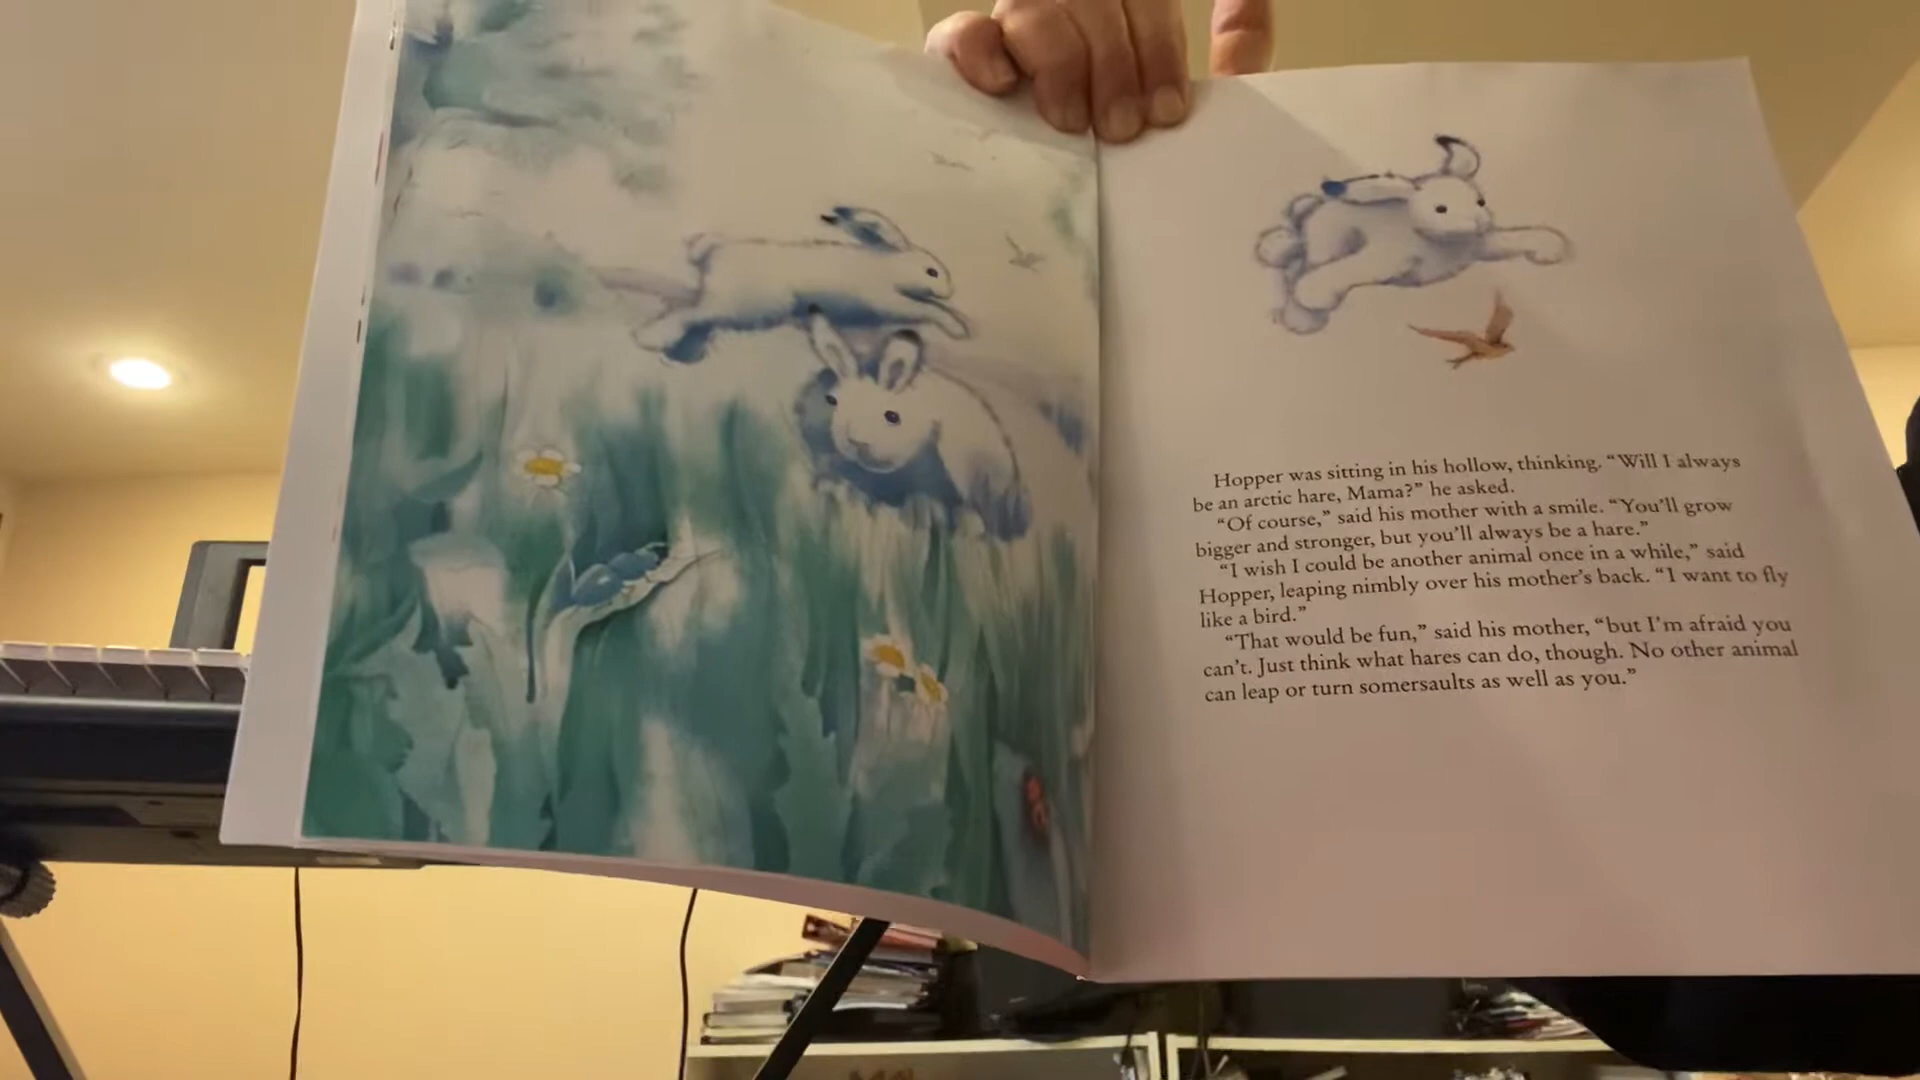 Hopper was sitting in his hollow, thinking. “Will I always
be an arctic hare, Mama?” he asked.
“Of course,” said his mother with a smile. “You’ll grow
bigger and stronger, but you’ll always be a hare.”
“I wish I could be another animal once in a while,” said
Hopper, leaping nimbly over his mother’s back. “I want to fly
like a bird.”
“That would be fun,” said his mother, “but I’m afraid you
can’t. Just think what hares can do, though. No other animal
can leap or turn somersaults as well as you.”